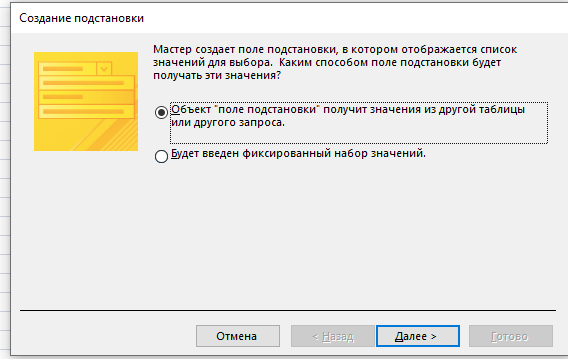 Создание подстановки
Мастер создает поле подстановки, в котором отображается список
значений для выбора. Каким способом поле подстановки будет
получать эти значения?
Объект "поле подстановки" получит значения из другой таблицы
или другого запроса.
Будет введен фиксированный набор значений.
Отмена < Назад Далее > Готово